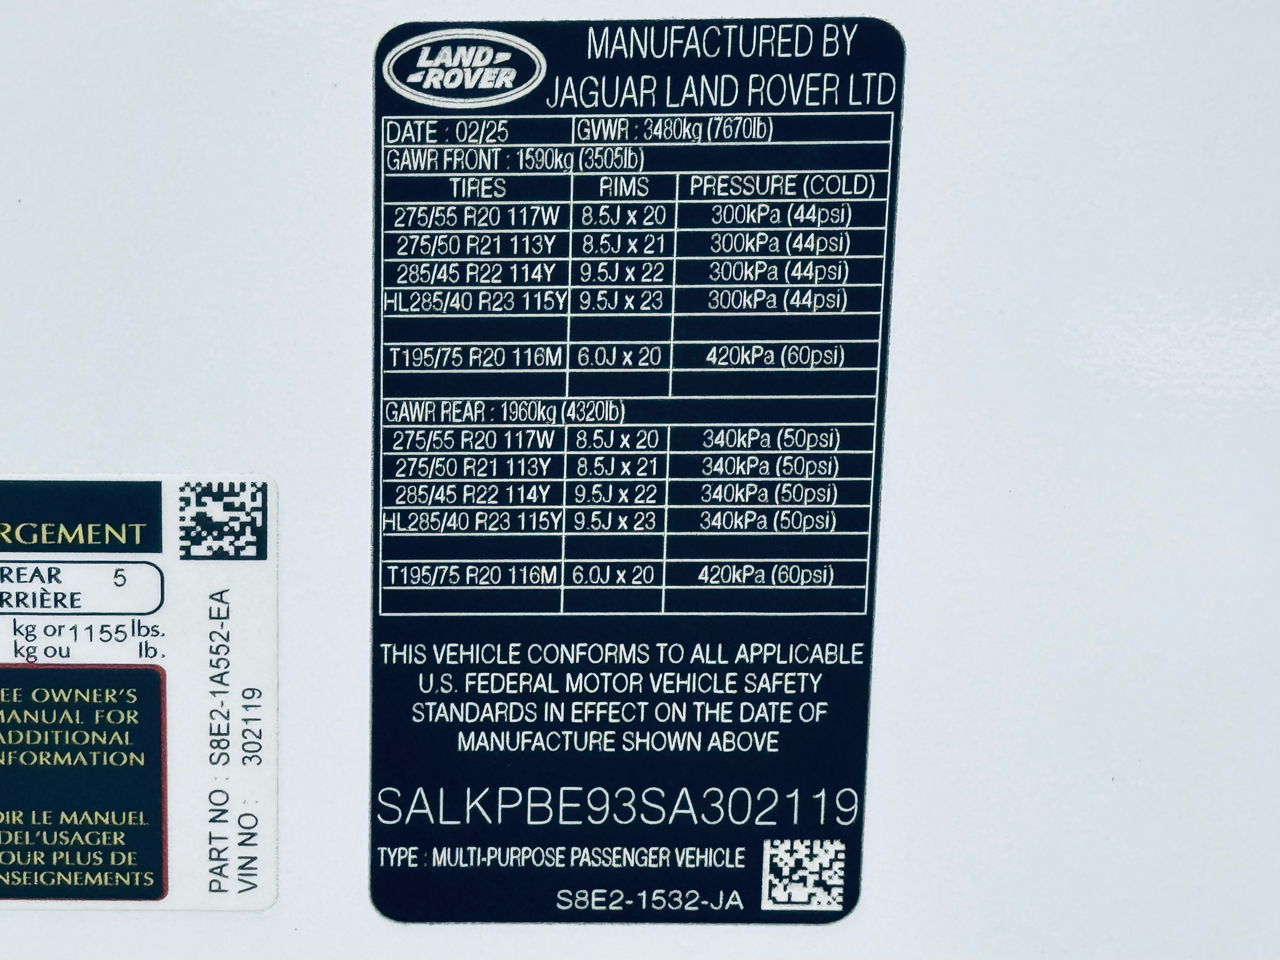 LAND-
-ROVER
MANUFACTURED BY
JAGUAR LAND ROVER LTD
DATE : 02/25 GVWR : 3480kg (7670lb)
GAWR FRONT : 1590kg (3505lb)
TIRES RIMS PRESSURE (COLD)
275/55 R20 117W 8.5J x 20 300kPa (44psi)
275/50 R21 113Y 8.5J x 21 300kPa (44psi)
285/45 R22 114Y 9.5J x 22 300kPa (44psi)
HL285/40 R23 115Y 9.5J x 23 300kPa (44psi)
T195/75 R20 116M 6.0J x 20 420kPa (60psi)
GAWR REAR : 1960kg (4320lb)
275/55 R20 117W 8.5J x 20 340kPa (50psi)
275/50 R21 113Y 8.5J x 21 340kPa (50psi)
285/45 R22 114Y 9.5J x 22 340kPa (50psi)
HL285/40 R23 115Y 9.5J x 23 340kPa (50psi)
T195/75 R20 116M 6.0J x 20 420kPa (60psi)
THIS VEHICLE CONFORMS TO ALL APPLICABLE
U.S. FEDERAL MOTOR VEHICLE SAFETY
STANDARDS IN EFFECT ON THE DATE OF
MANUFACTURE SHOWN ABOVE
SALKPBE93SA302119
TYPE : MULTI-PURPOSE PASSENGER VEHICLE
S8E2-1532-JA
RGEMENT
REAR 5
RRIÈRE
kg or 1155 lbs.
kg ou lb.
EE OWNER'S
MANUAL FOR
ADDITIONAL
NFORMATION
OIR LE MANUEL
DEL'USAGER
OUR PLUS DE
NSEIGNEMENTS
PART NO : S8E2-1A552-EA
VIN NO : 302119